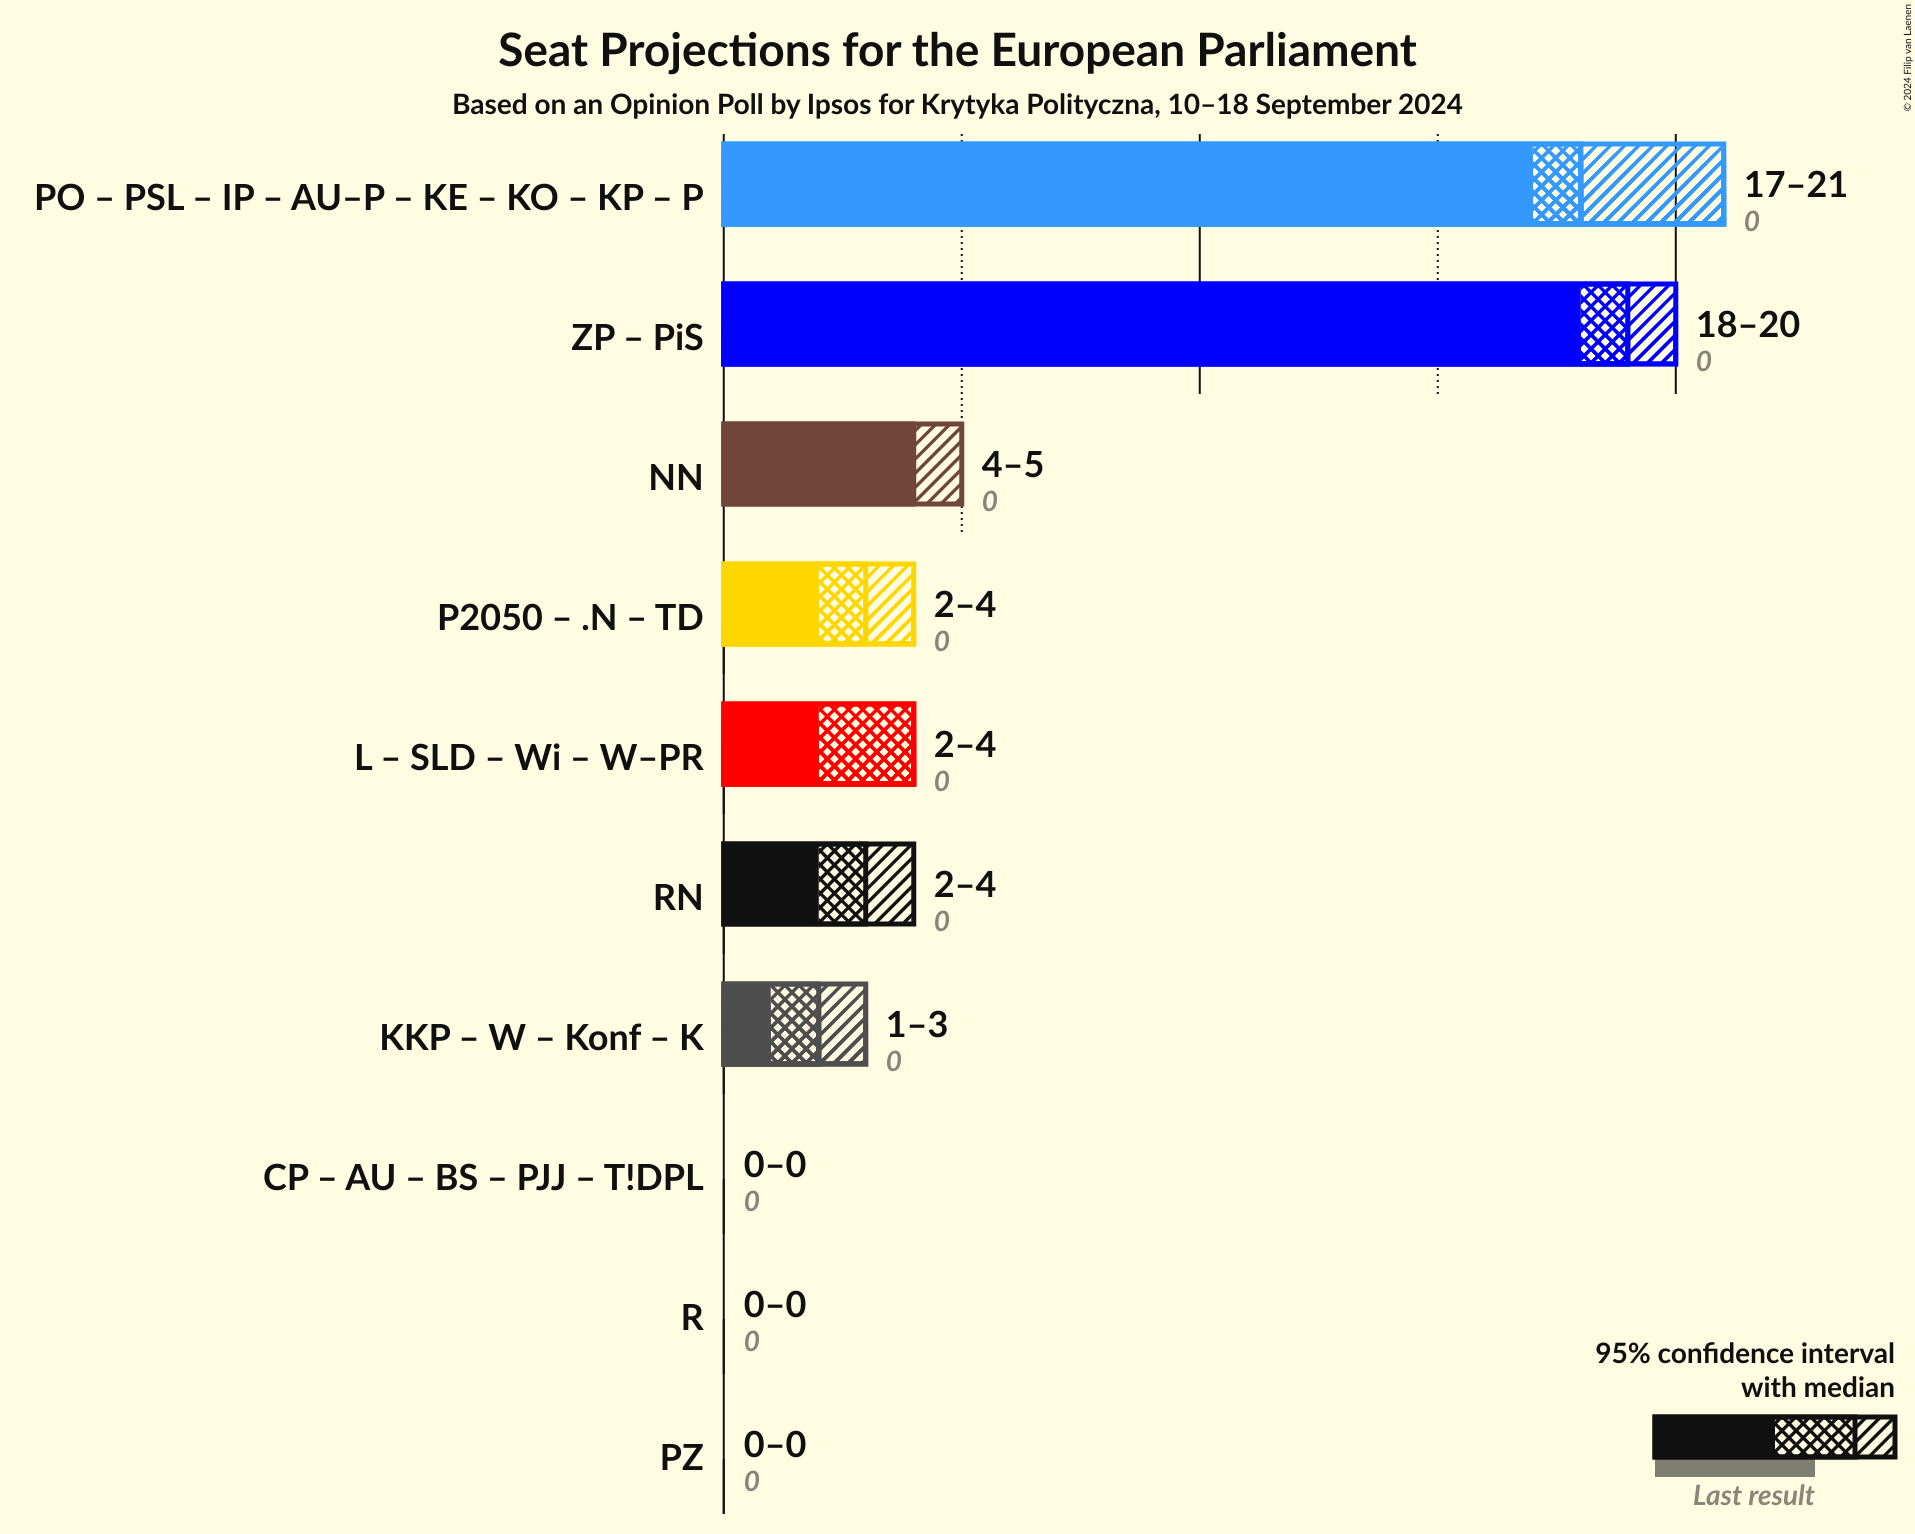 Seat Projections for the European Parliament
Based on an Opinion Poll by Ipsos for Krytyka Polityczna, 10–18 September 2024
© 2024 Filip van Laenen
PO – PSL – IP – AU–P – KE – KO – KP – P
17–21
0
ZP – PiS
18–20
0
NN
4–5
0
P2050 – .N – TD
2–4
0
L – SLD – Wi – W–PR
2–4
0
RN
2–4
0
KKP – W – Konf – K
1–3
0
CP – AU – BS – PJJ – T!DPL
0–0
0
R
0–0
0
PZ
0–0
0
95% confidence interval
with median
Last result